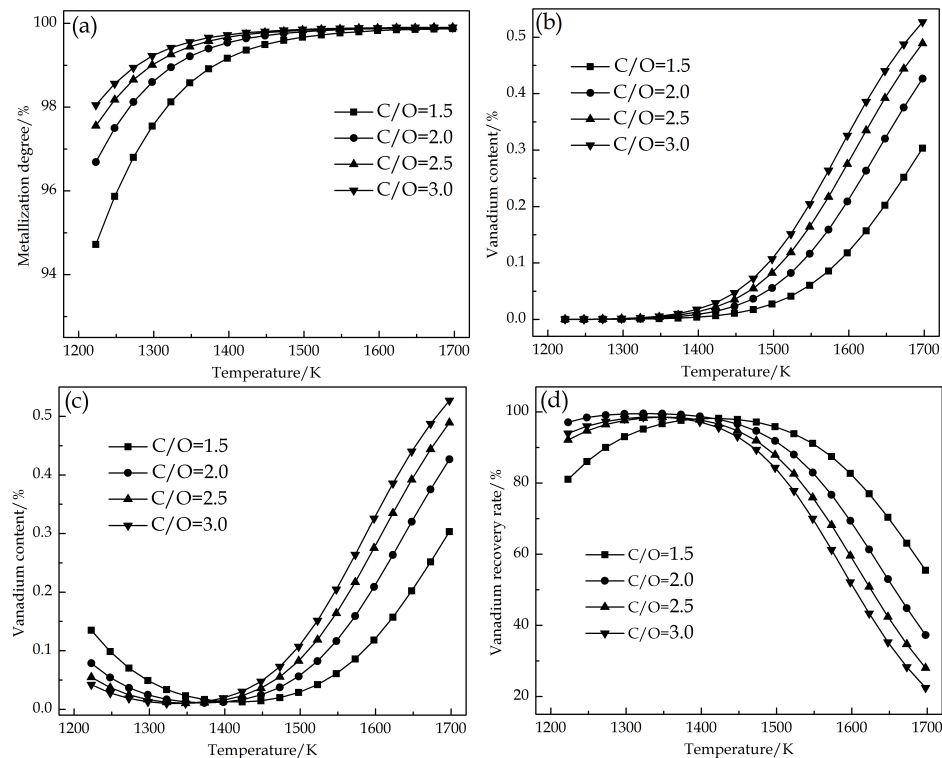 (a)
Metallization degree/%
100
98
96
94
C/O=1.5
C/O=2.0
C/O=2.5
C/O=3.0
1200 1300 1400 1500 1600 1700
Temperature/K
(b)
Vanadium content/%
0.5
0.4
0.3
0.2
0.1
0.0
C/O=1.5
C/O=2.0
C/O=2.5
C/O=3.0
1200 1300 1400 1500 1600 1700
Temperature/K
(c)
Vanadium content/%
0.5
0.4
0.3
0.2
0.1
0.0
C/O=1.5
C/O=2.0
C/O=2.5
C/O=3.0
1200 1300 1400 1500 1600 1700
Temperature/K
(d)
Vanadium recovery rate/%
100
80
60
40
20
C/O=1.5
C/O=2.0
C/O=2.5
C/O=3.0
1200 1300 1400 1500 1600 1700
Temperature/K